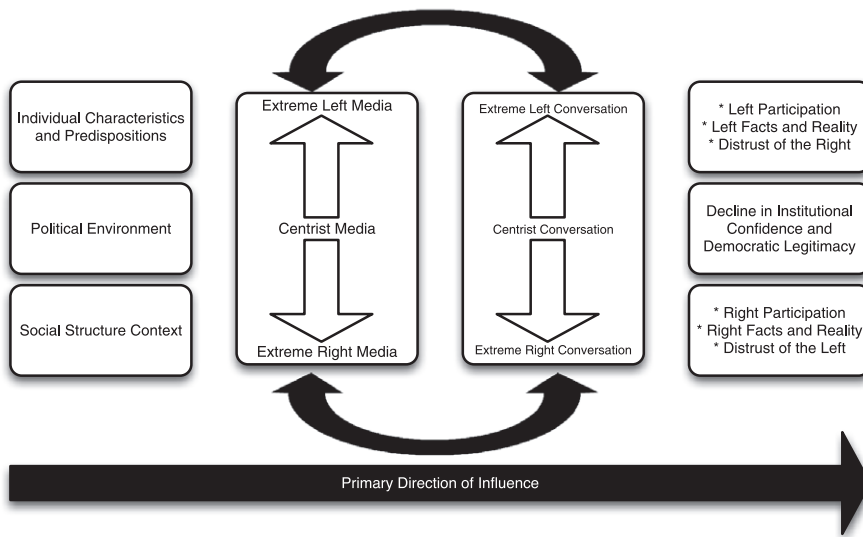 Individual Characteristics
and Predispositions
Political Environment
Social Structure Context
Extreme Left Media
Centrist Media
Extreme Right Media
Extreme Left Conversation
Centrist Conversation
Extreme Right Conversation
* Left Participation
* Left Facts and Reality
* Distrust of the Right
Decline in Institutional
Confidence and
Democratic Legitimacy
* Right Participation
* Right Facts and Reality
* Distrust of the Left
Primary Direction of Influence